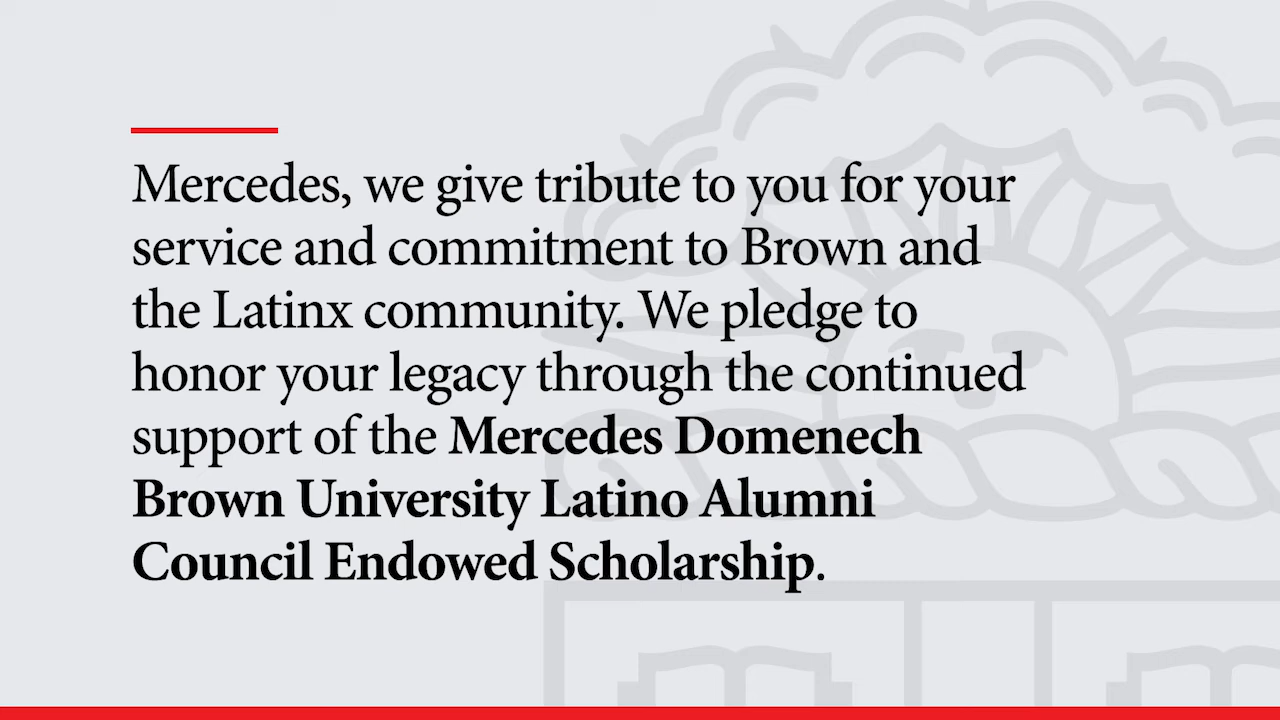 Mercedes, we give tribute to you for your
service and commitment to Brown and
the Latinx community. We pledge to
honor your legacy through the continued
support of the Mercedes Domenech
Brown University Latino Alumni
Council Endowed Scholarship.